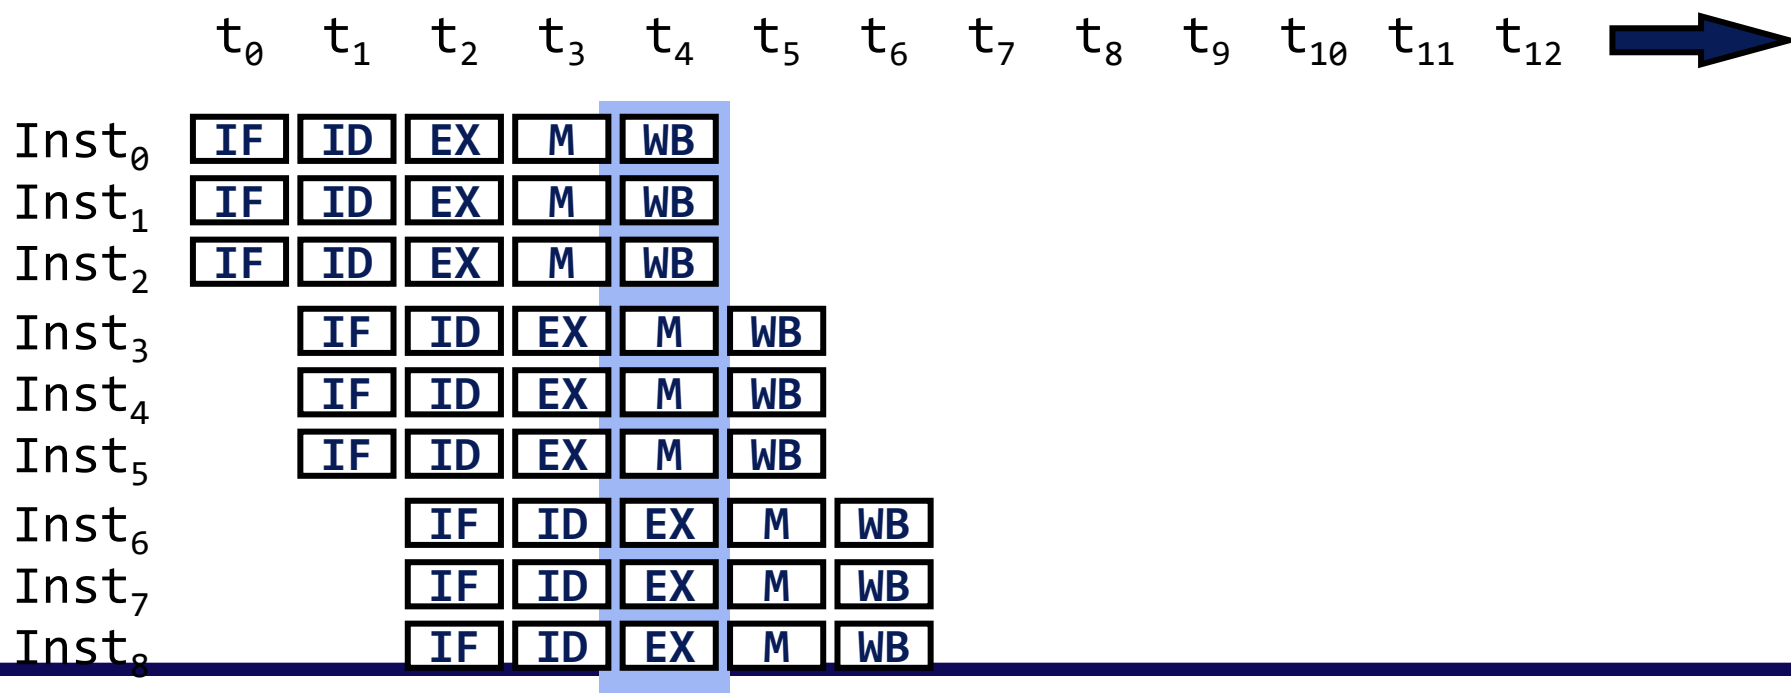 t₀ t₁ t₂ t₃ t₄ t₅ t₆ t₇ t₈ t₉ t₁₀ t₁₁ t₁₂
Inst₀ IF ID EX M WB
Inst₁ IF ID EX M WB
Inst₂ IF ID EX M WB
Inst₃ IF ID EX M WB
Inst₄ IF ID EX M WB
Inst₅ IF ID EX M WB
Inst₆ IF ID EX M WB
Inst₇ IF ID EX M WB
Inst₈ IF ID EX M WB